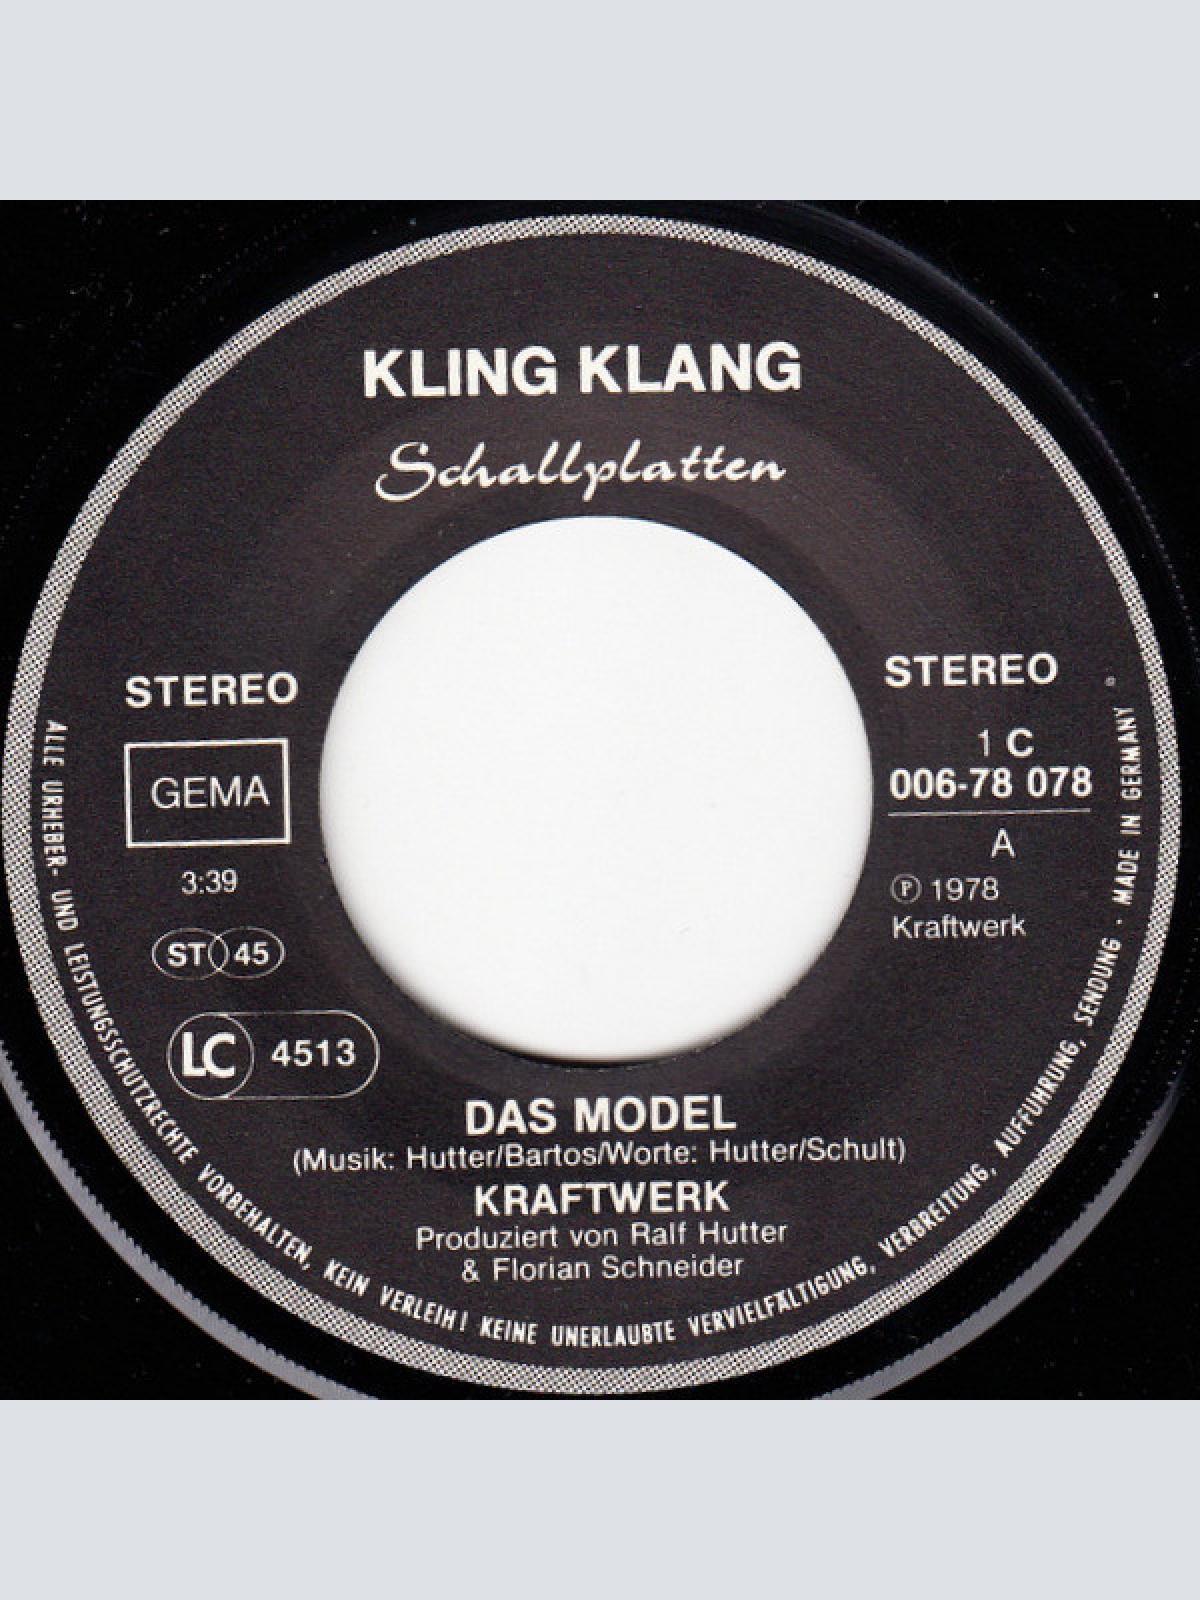 KLING KLANG
Schallplatten
STEREO
GEMA
3:39
ST 45
LC 4513
STEREO
1 C
006-78 078
A
Ⓟ 1978
Kraftwerk
DAS MODEL
(Musik: Hutter/Bartos/Worte: Hutter/Schult)
KRAFTWERK
Produziert von Ralf Hutter
& Florian Schneider
ALLE URHEBER- UND LEISTUNGSSCHUTZRECHTE VORBEHALTEN, KEIN VERLEIH! KEINE UNERLAUBTE VERVIELFÄLTIGUNG, VERBREITUNG, AUFFÜHRUNG, SENDUNG · MADE IN GERMANY